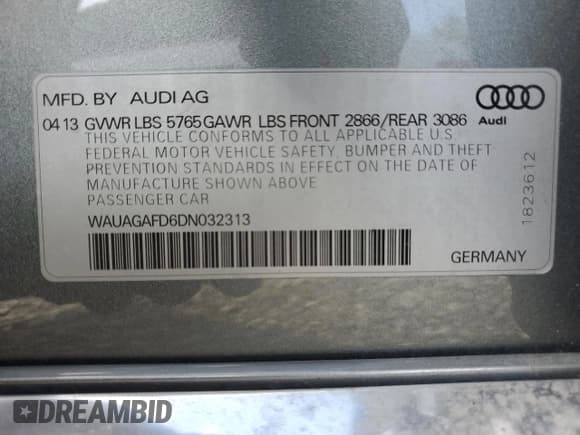 MFD. BY AUDI AG
04 13 GVWR LBS 5765 GAWR LBS FRONT 2866/REAR 3086
Audi
THIS VEHICLE CONFORMS TO ALL APPLICABLE U.S.
FEDERAL MOTOR VEHICLE SAFETY, BUMPER AND THEFT
PREVENTION STANDARDS IN EFFECT ON THE DATE OF
MANUFACTURE SHOWN ABOVE
PASSENGER CAR
WAUAGAFD6DN032313
GERMANY
1823612
DREAMBID